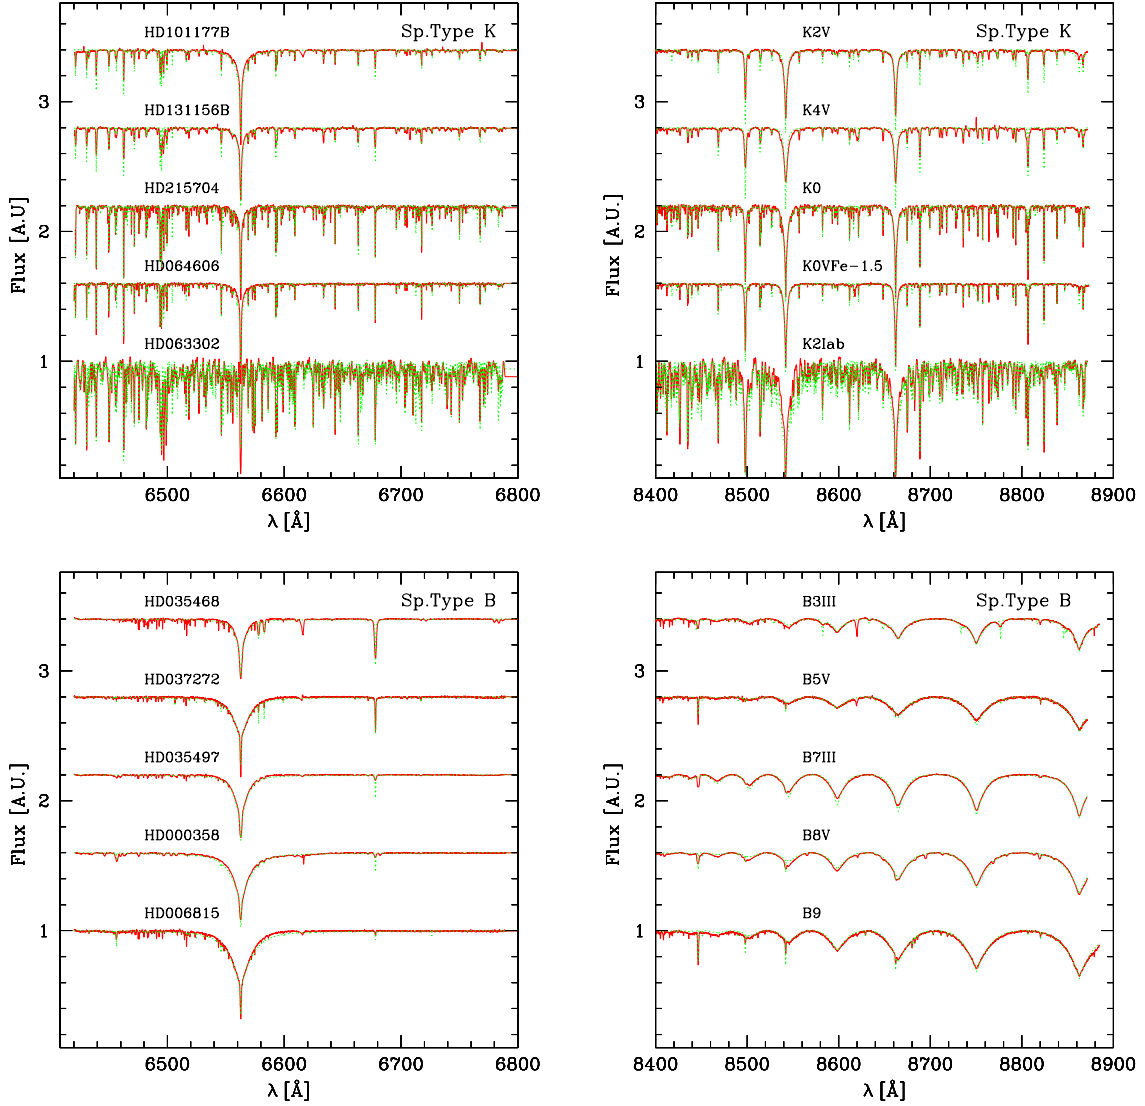 Sp.Type K
HD101177B
HD131156B
HD215704
HD064606
HD063302
3
2
1
Flux [A.U]
6500
6600
6700
6800
λ [Å]
Sp.Type K
K2V
K4V
K0
K0VFe−1.5
K2Iab
3
2
1
Flux [A.U.]
8400
8500
8600
8700
8800
8900
λ [Å]
Sp.Type B
HD035468
HD037272
HD035497
HD000358
HD006815
3
2
1
Flux [A.U.]
6500
6600
6700
6800
λ [Å]
Sp.Type B
B3III
B5V
B7III
B8V
B9
3
2
1
Flux [A.U.]
8400
8500
8600
8700
8800
8900
λ [Å]